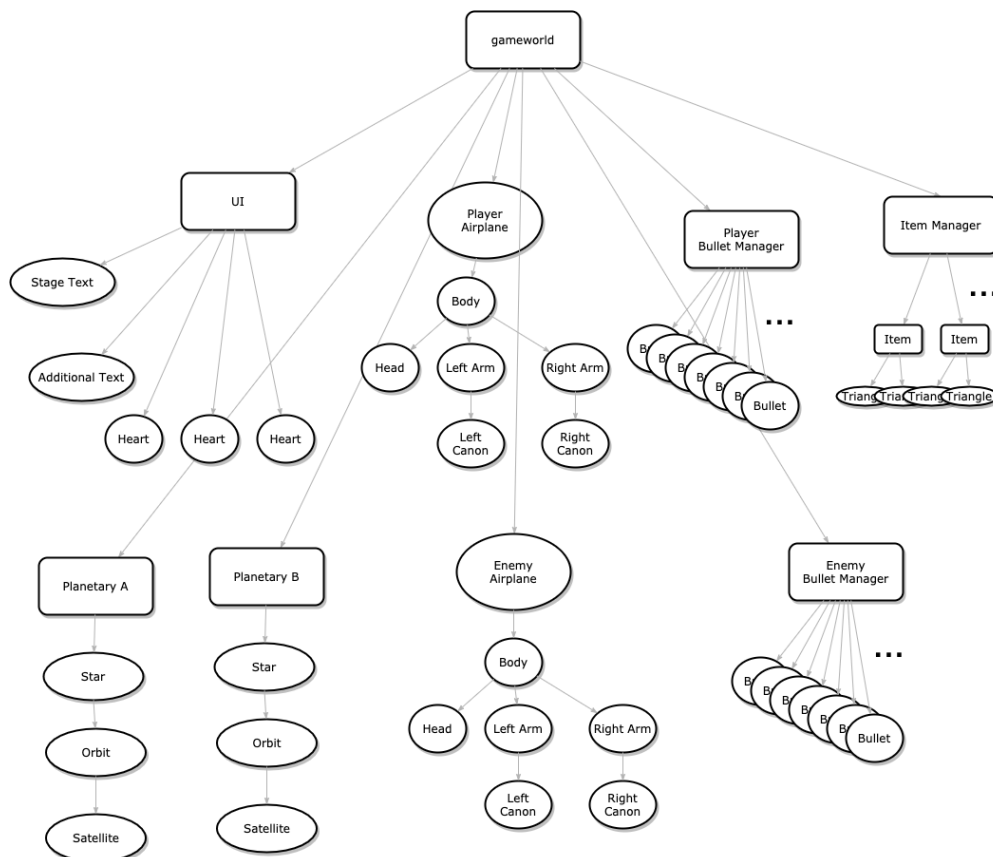 gameworld
UI
Player
Airplane
Player
Bullet Manager
Item Manager
Stage Text
Body
...
...
Additional Text
Head
Left Arm
Right Arm
Item
Item
Heart
Heart
Heart
Left
Canon
Right
Canon
Bullet
Triangle
Planetary A
Planetary B
Enemy
Airplane
Enemy
Bullet Manager
Star
Star
Body
...
Orbit
Orbit
Head
Left Arm
Right Arm
Bullet
Satellite
Satellite
Left
Canon
Right
Canon